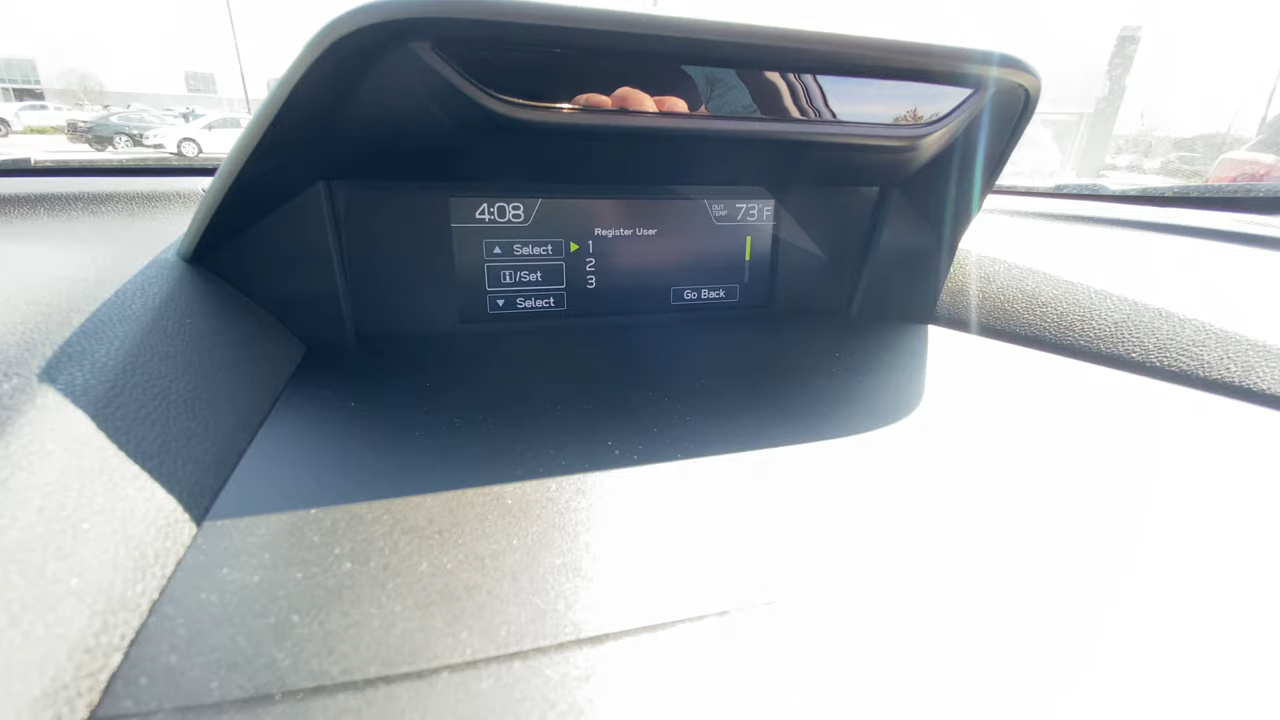 4:08
OUT TEMP 73°F
Register User
▲ Select
▶ 1
i/Set
2
3
▼ Select
Go Back